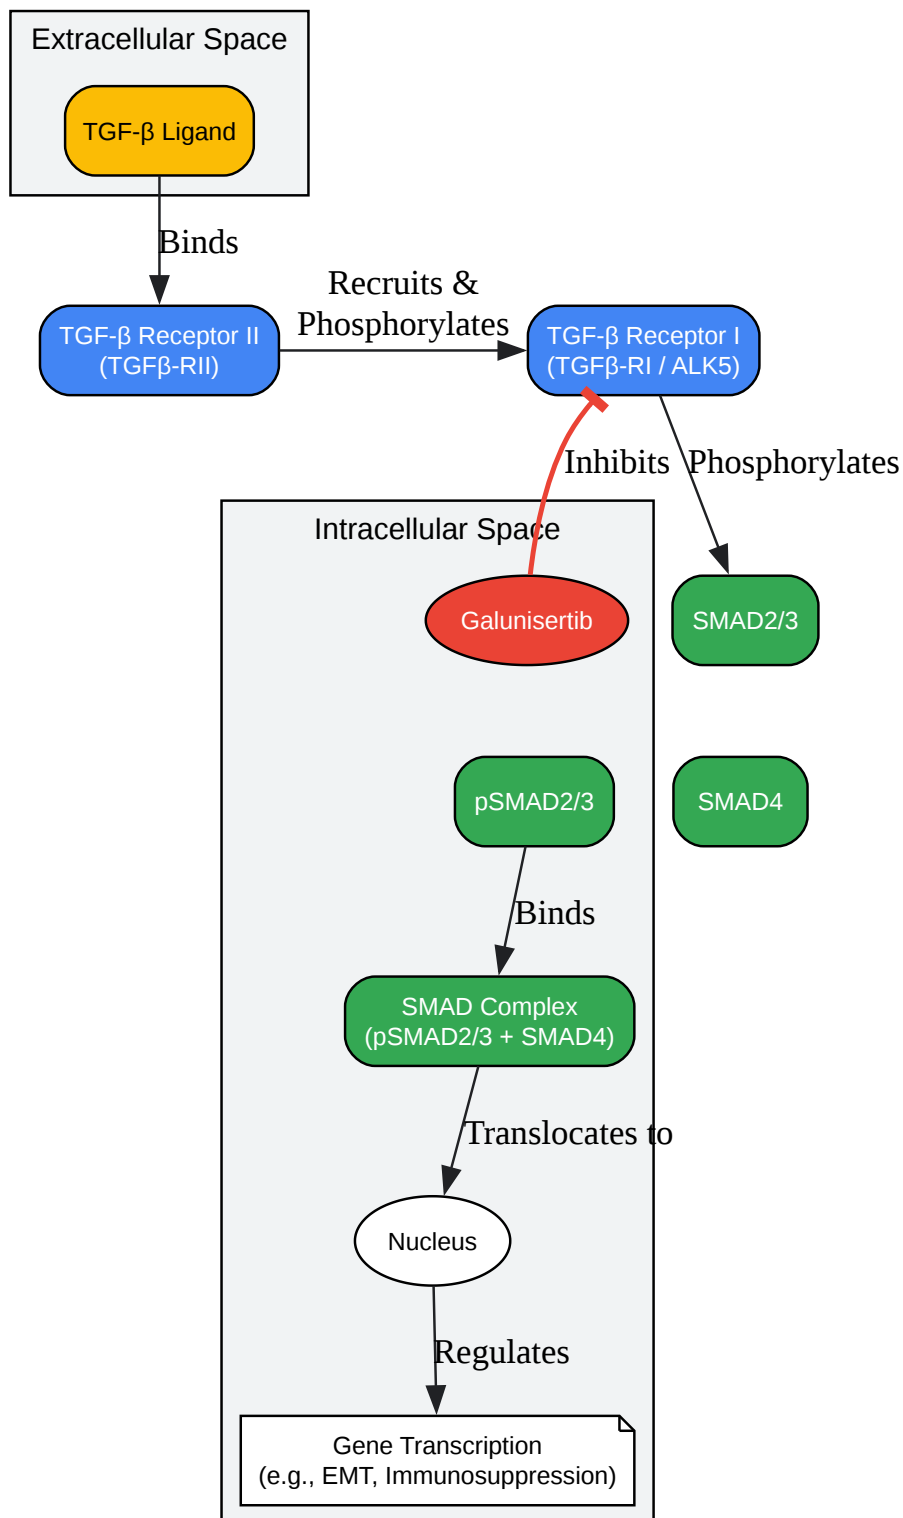 Extracellular Space
TGF-β Ligand
Binds
Recruits &
Phosphorylates
TGF-β Receptor II
(TGFβ-RII)
TGF-β Receptor I
(TGFβ-RI / ALK5)
Inhibits
Phosphorylates
Intracellular Space
Galunisertib
SMAD2/3
pSMAD2/3
SMAD4
Binds
SMAD Complex
(pSMAD2/3 + SMAD4)
Translocates to
Nucleus
Regulates
Gene Transcription
(e.g., EMT, Immunosuppression)